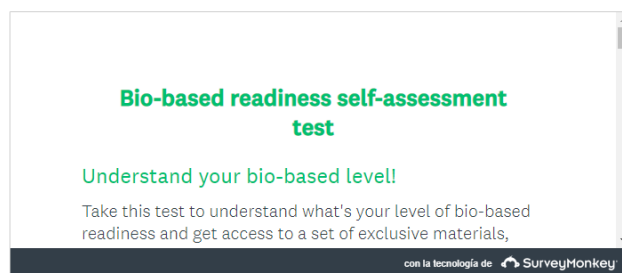 Bio-based readiness self-assessment
test
Understand your bio-based level!
Take this test to understand what's your level of bio-based
readiness and get access to a set of exclusive materials,
con la tecnología de SurveyMonkey